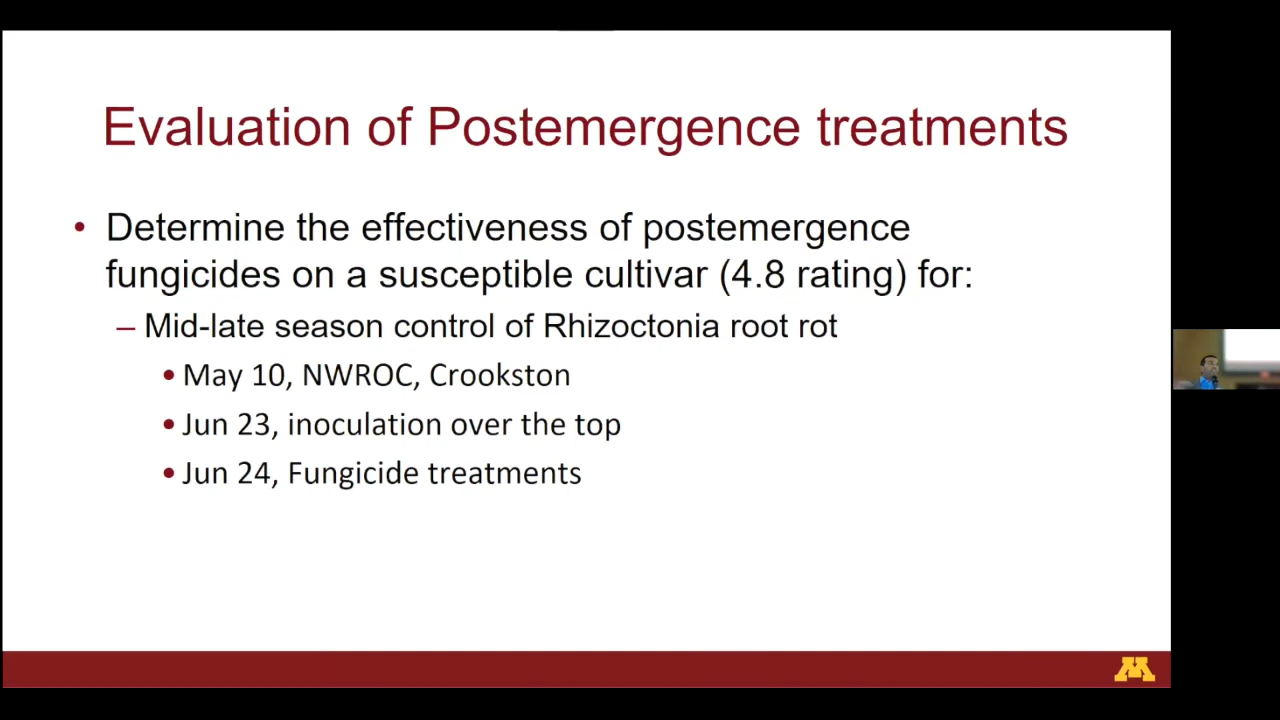 Evaluation of Postemergence treatments
• Determine the effectiveness of postemergence
fungicides on a susceptible cultivar (4.8 rating) for:
– Mid-late season control of Rhizoctonia root rot
• May 10, NWROC, Crookston
• Jun 23, inoculation over the top
• Jun 24, Fungicide treatments
M